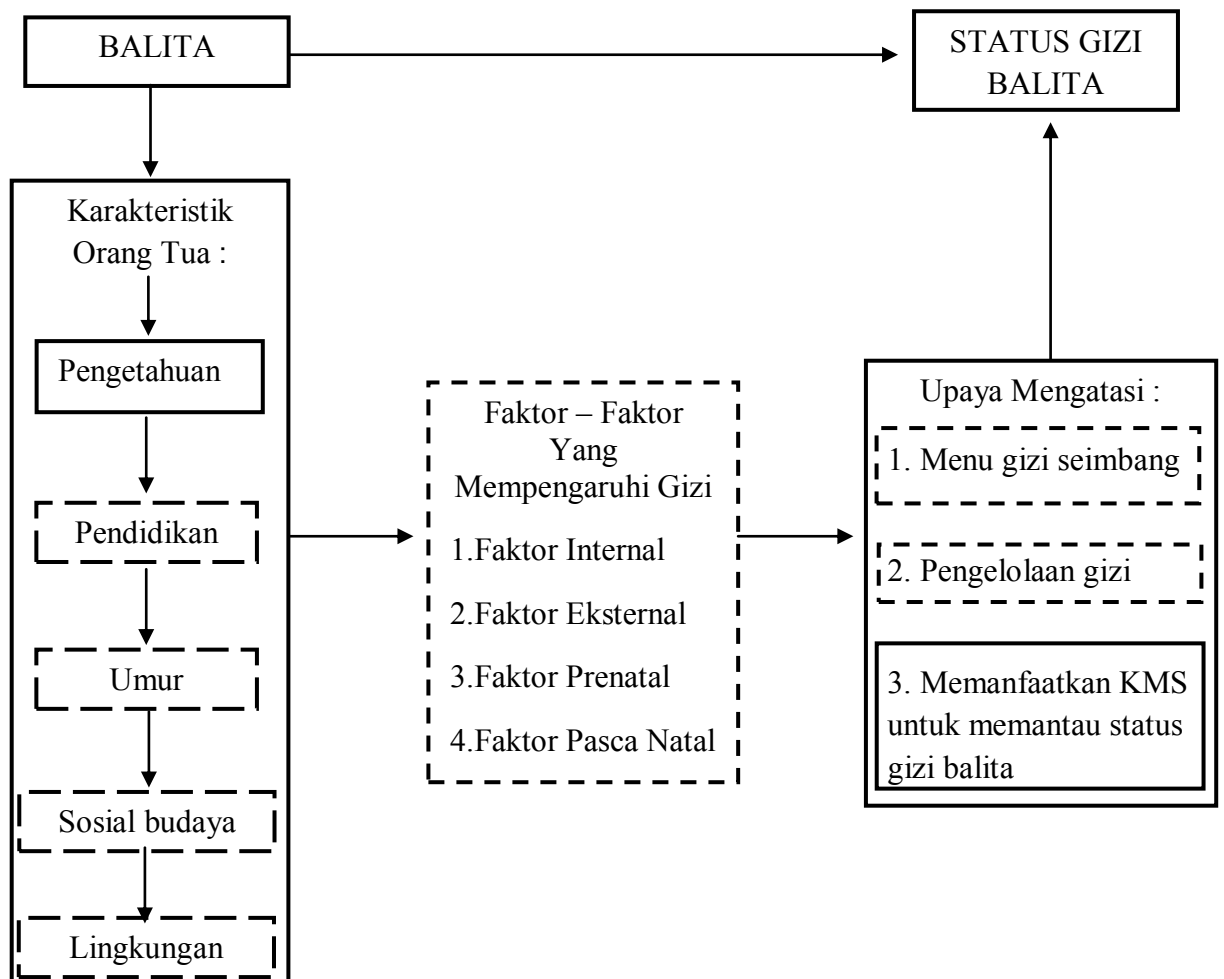 BALITA
STATUS GIZI
BALITA
Karakteristik
Orang Tua :
Pengetahuan
Pendidikan
Umur
Sosial budaya
Lingkungan
Faktor – Faktor
Yang
Mempengaruhi Gizi
1.Faktor Internal
2.Faktor Eksternal
3.Faktor Prenatal
4.Faktor Pasca Natal
Upaya Mengatasi :
1. Menu gizi seimbang
2. Pengelolaan gizi
3. Memanfaatkan KMS
untuk memantau status
gizi balita